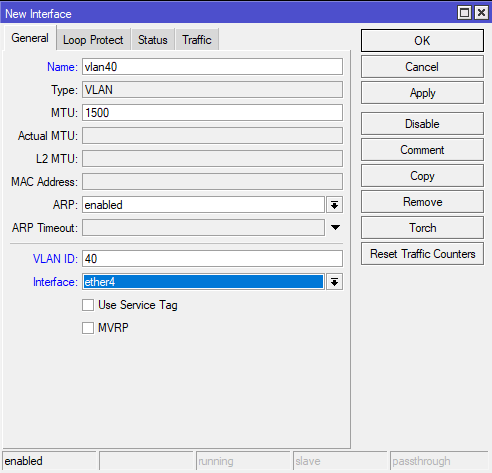 New Interface
General Loop Protect Status Traffic
Name: vlan40
Type: VLAN
MTU: 1500
Actual MTU:
L2 MTU:
MAC Address:
ARP: enabled
ARP Timeout:
VLAN ID: 40
Interface: ether4
Use Service Tag
MVRP
OK
Cancel
Apply
Disable
Comment
Copy
Remove
Torch
Reset Traffic Counters
enabled running slave passthrough